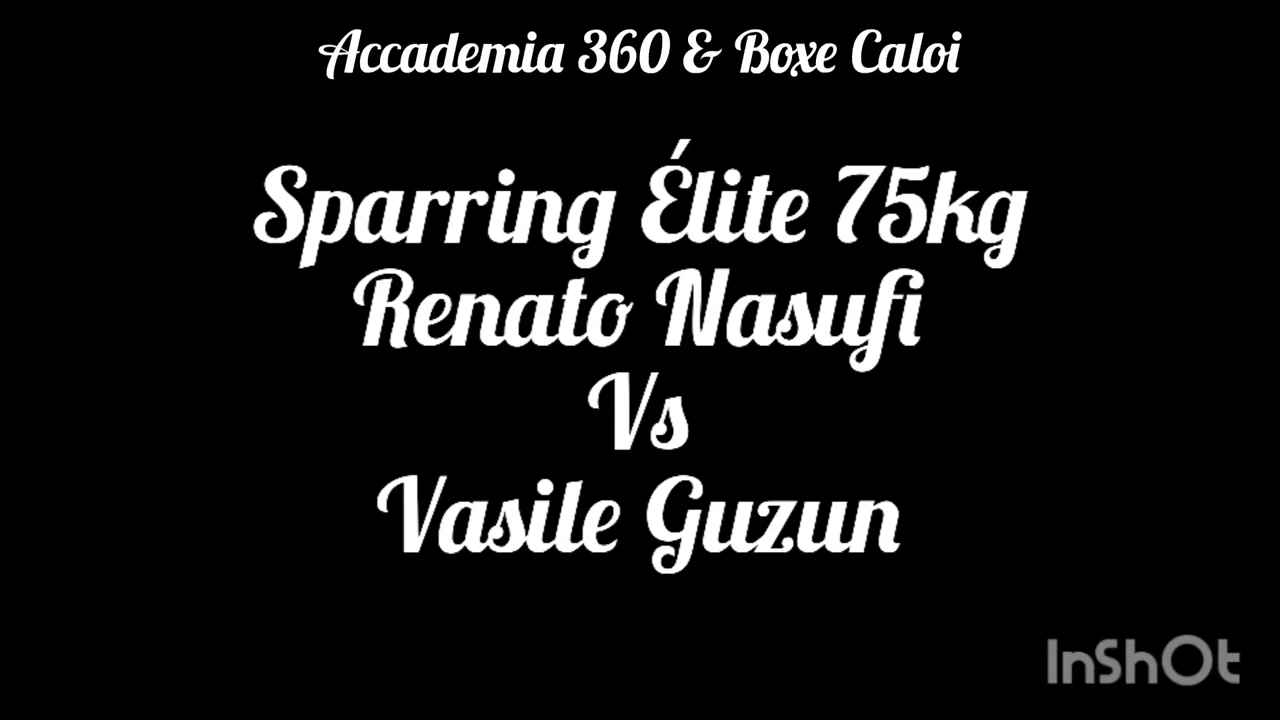 Accademia 360 & Boxe Caloi
Sparring Élite 75kg
Renato Nasufi
Vs
Vasile Guzun
InShOt